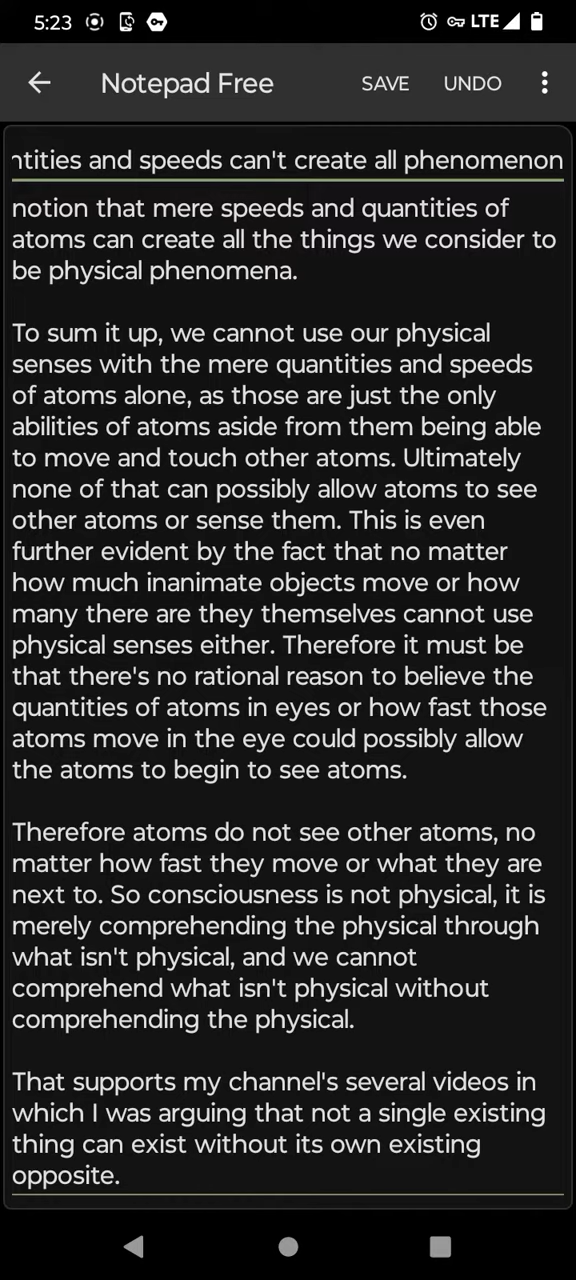 5:23
LTE
Notepad Free
SAVE
UNDO
ntities and speeds can't create all phenomenon
notion that mere speeds and quantities of
atoms can create all the things we consider to
be physical phenomena.
To sum it up, we cannot use our physical
senses with the mere quantities and speeds
of atoms alone, as those are just the only
abilities of atoms aside from them being able
to move and touch other atoms. Ultimately
none of that can possibly allow atoms to see
other atoms or sense them. This is even
further evident by the fact that no matter
how much inanimate objects move or how
many there are they themselves cannot use
physical senses either. Therefore it must be
that there's no rational reason to believe the
quantities of atoms in eyes or how fast those
atoms move in the eye could possibly allow
the atoms to begin to see atoms.
Therefore atoms do not see other atoms, no
matter how fast they move or what they are
next to. So consciousness is not physical, it is
merely comprehending the physical through
what isn't physical, and we cannot
comprehend what isn't physical without
comprehending the physical.
That supports my channel's several videos in
which I was arguing that not a single existing
thing can exist without its own existing
opposite.